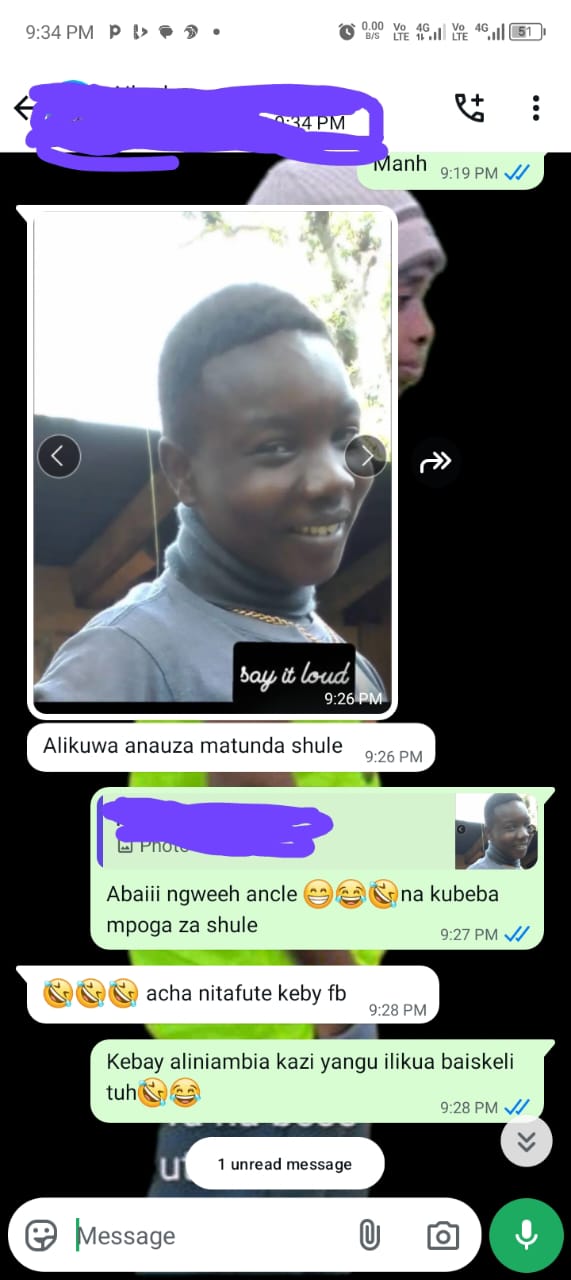 9:34 PM
0.00 B/S Vo LTE 4G Vo LTE 4G 51
9:34 PM
Manh 9:19 PM
say it loud
9:26 PM
Alikuwa anauza matunda shule 9:26 PM
Photo
Abaiii ngweeh ancle 😁😂🤣na kubeba
mpoga za shule 9:27 PM
🤣🤣🤣 acha nitafute keby fb 9:28 PM
Kebay aliniambia kazi yangu ilikua baiskeli
tuh🤣😂 9:28 PM
1 unread message
Message